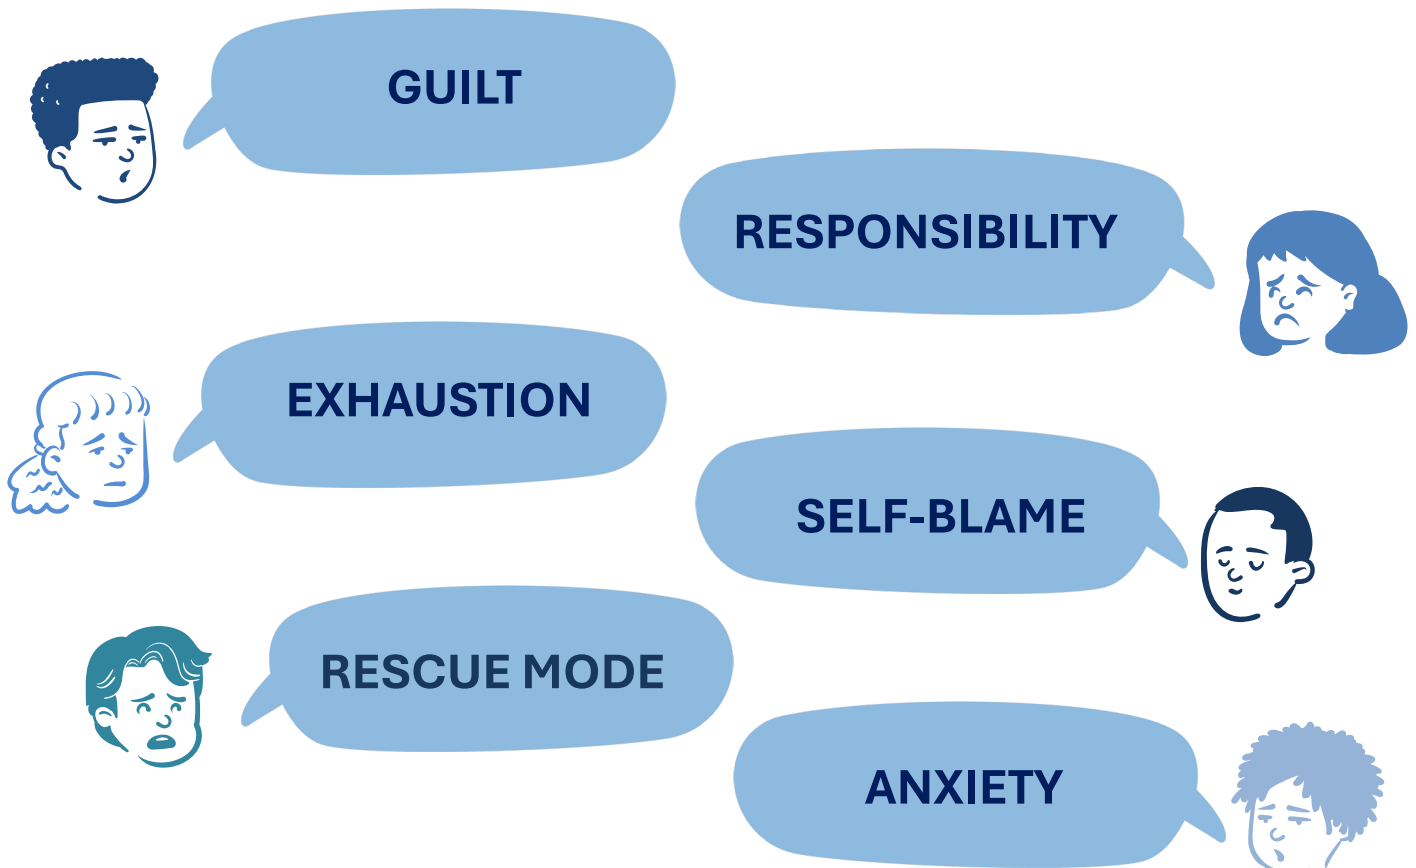 GUILT
RESPONSIBILITY
EXHAUSTION
SELF-BLAME
RESCUE MODE
ANXIETY